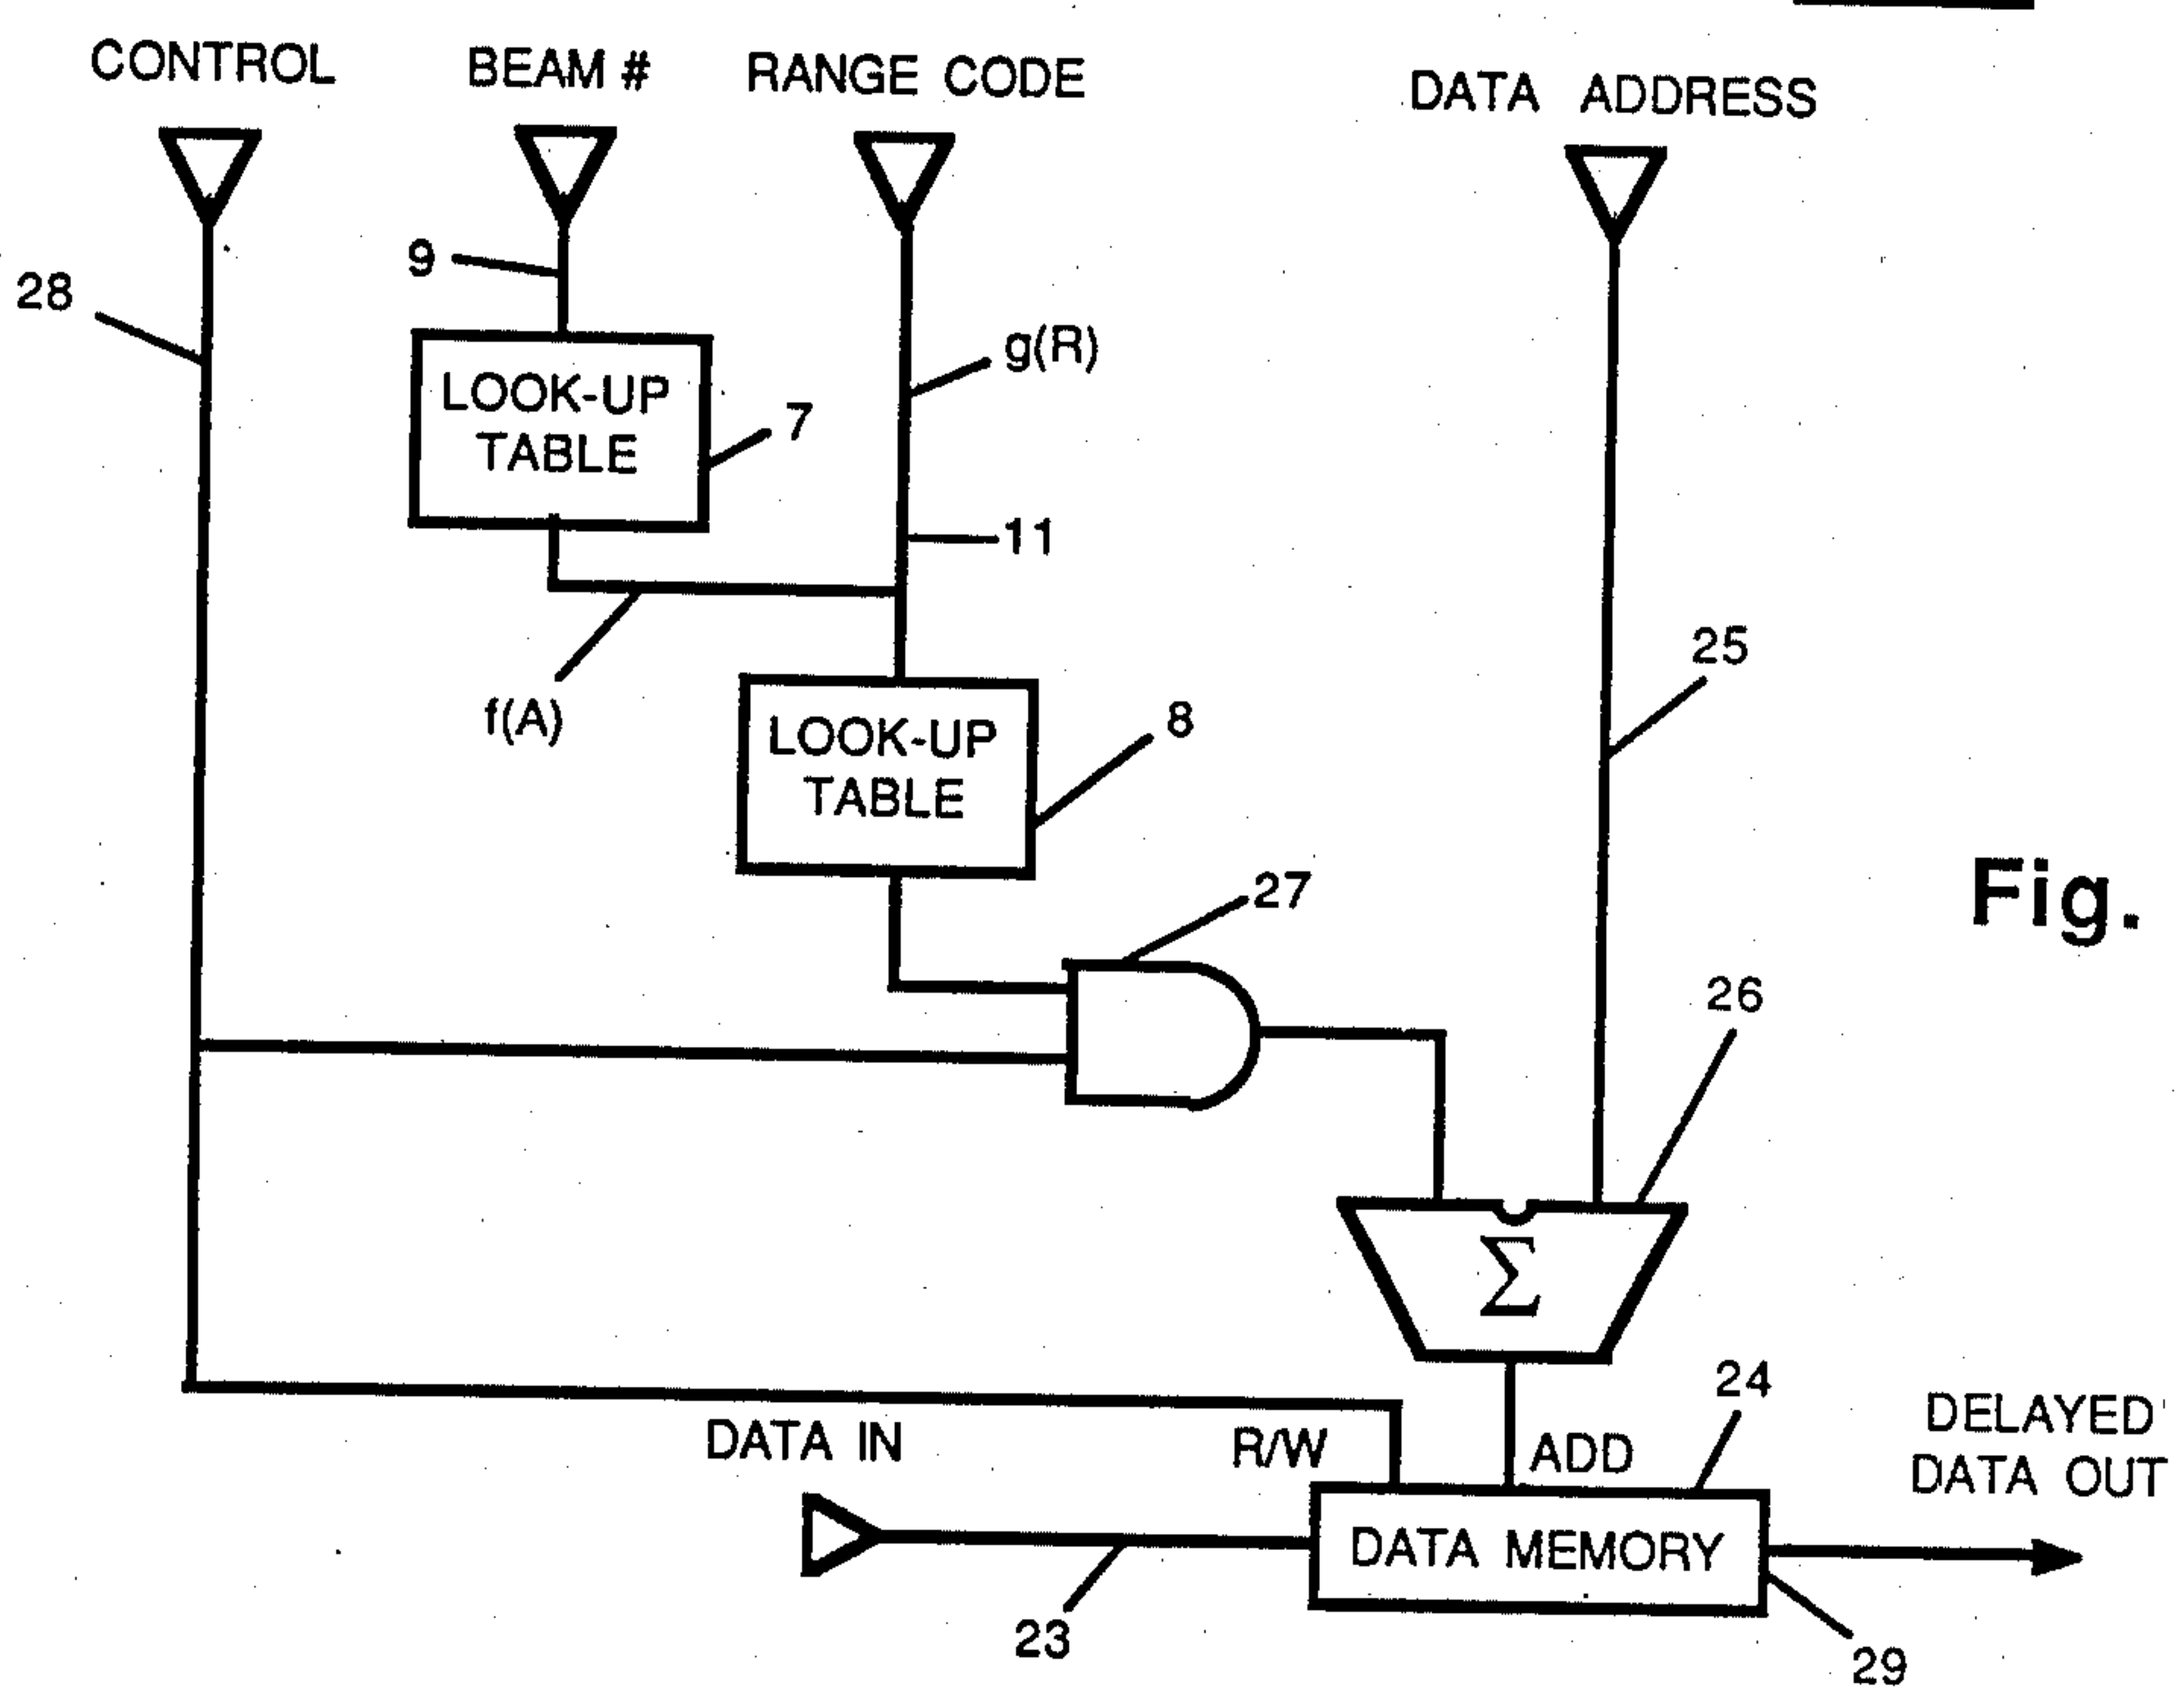 CONTROL
BEAM #
RANGE CODE
DATA ADDRESS
9
28
g(R)
LOOK-UP
TABLE
7
11
25
f(A)
LOOK-UP
TABLE
8
27
Fig.
26
Σ
24
DATA IN
R/W
ADD
DELAYED
DATA OUT
DATA MEMORY
23
29